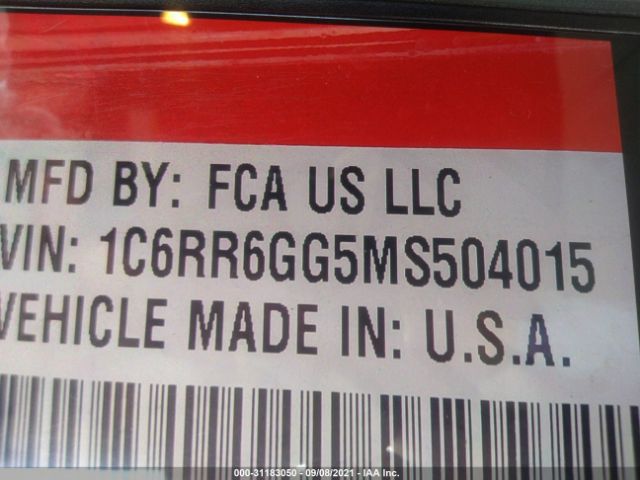 MFD BY: FCA US LLC
VIN: 1C6RR6GG5MS504015
VEHICLE MADE IN: U.S.A.
000-31183050 - 09/08/2021 - IAA Inc.